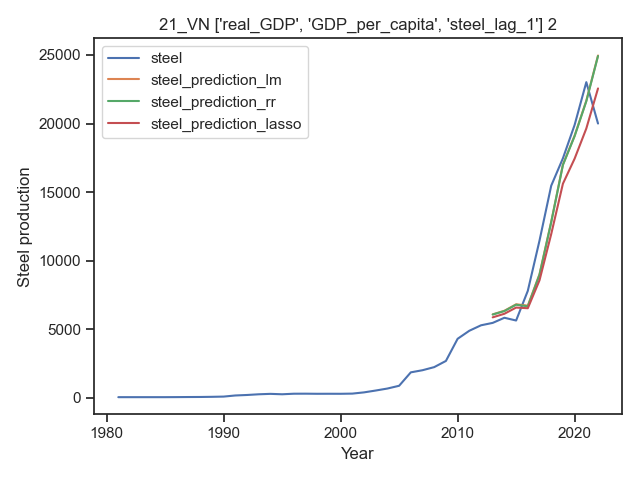 21_VN ['real_GDP', 'GDP_per_capita', 'steel_lag_1'] 2
steel
steel_prediction_lm
steel_prediction_rr
steel_prediction_lasso
Steel production
25000
20000
15000
10000
5000
0
1980
1990
2000
2010
2020
Year